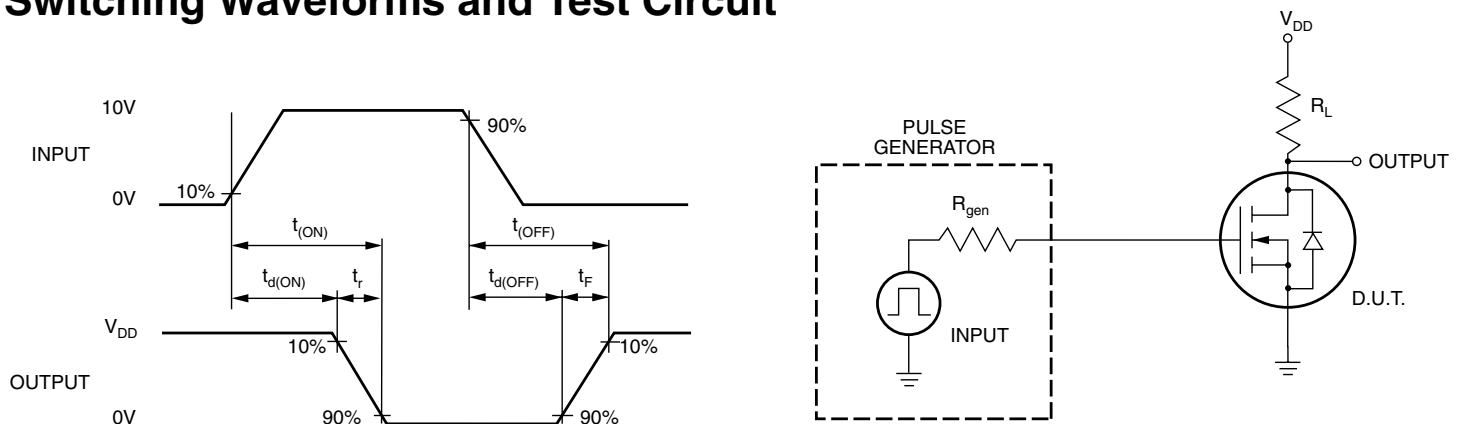 Switching Waveforms and Test Circuit
10V
INPUT
0V
10%
90%
t(ON)
t(OFF)
td(ON)
tr
td(OFF)
tF
VDD
10%
10%
OUTPUT
0V
90%
90%
PULSE
GENERATOR
Rgen
INPUT
VDD
RL
OUTPUT
D.U.T.